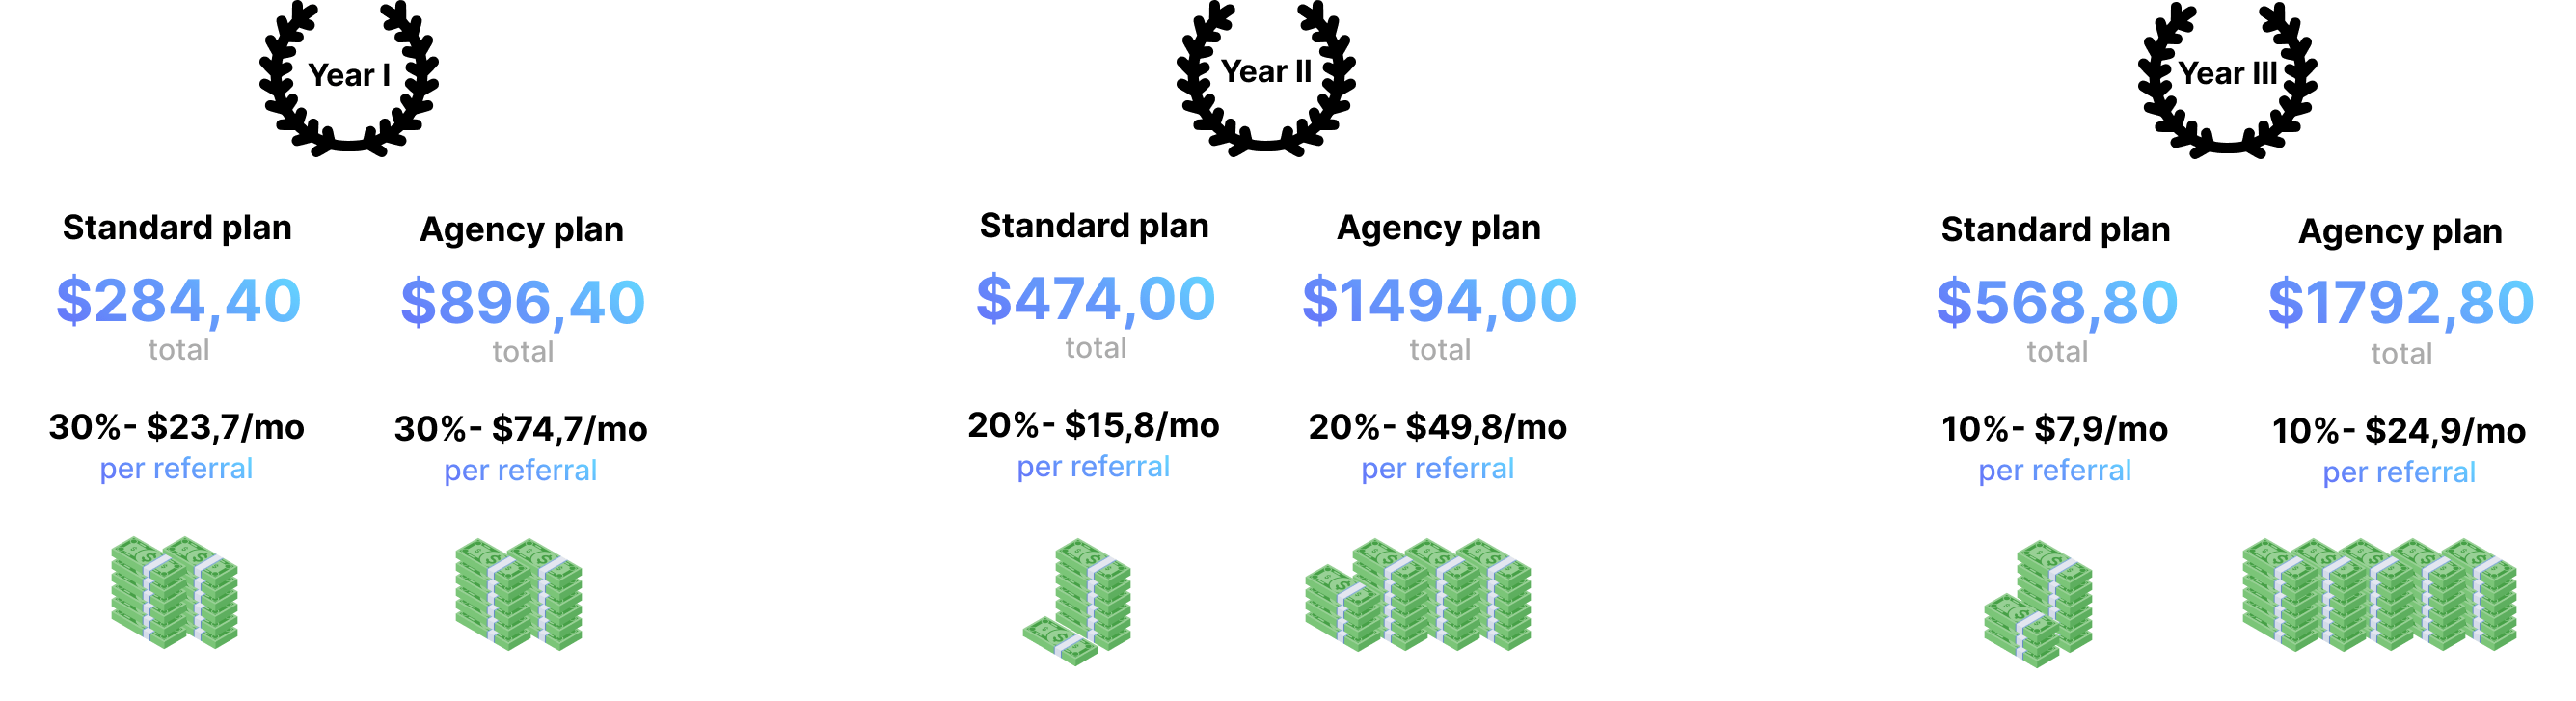 Year I
Standard plan
$284,40
total
30%- $23,7/mo
per referral
Agency plan
$896,40
total
30%- $74,7/mo
per referral
Year II
Standard plan
$474,00
total
20%- $15,8/mo
per referral
Agency plan
$1494,00
total
20%- $49,8/mo
per referral
Year III
Standard plan
$568,80
total
10%- $7,9/mo
per referral
Agency plan
$1792,80
total
10%- $24,9/mo
per referral